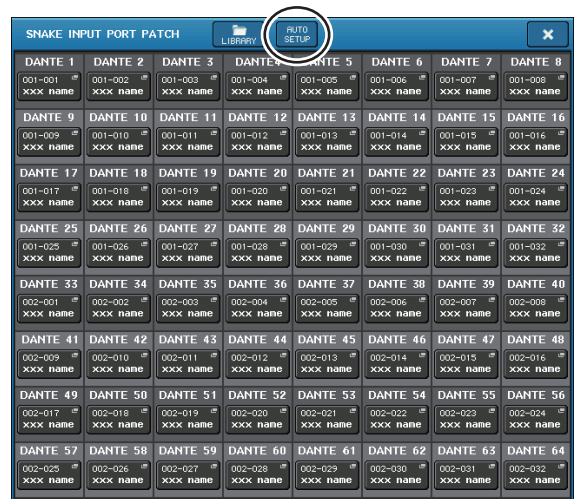 SNAKE INPUT PORT PATCH LIBRARY AUTO SETUP ×
DANTE 1 DANTE 2 DANTE 3 DANTE 4 DANTE 5 DANTE 6 DANTE 7 DANTE 8
001-001 001-002 001-003 001-004 001-005 001-006 001-007 001-008
xxx name xxx name xxx name xxx name xxx name xxx name xxx name xxx name
DANTE 9 DANTE 10 DANTE 11 DANTE 12 DANTE 13 DANTE 14 DANTE 15 DANTE 16
001-009 001-010 001-011 001-012 001-013 001-014 001-015 001-016
xxx name xxx name xxx name xxx name xxx name xxx name xxx name xxx name
DANTE 17 DANTE 18 DANTE 19 DANTE 20 DANTE 21 DANTE 22 DANTE 23 DANTE 24
001-017 001-018 001-019 001-020 001-021 001-022 001-023 001-024
xxx name xxx name xxx name xxx name xxx name xxx name xxx name xxx name
DANTE 25 DANTE 26 DANTE 27 DANTE 28 DANTE 29 DANTE 30 DANTE 31 DANTE 32
001-025 001-026 001-027 001-028 001-029 001-030 001-031 001-032
xxx name xxx name xxx name xxx name xxx name xxx name xxx name xxx name
DANTE 33 DANTE 34 DANTE 35 DANTE 36 DANTE 37 DANTE 38 DANTE 39 DANTE 40
002-001 002-002 002-003 002-004 002-005 002-006 002-007 002-008
xxx name xxx name xxx name xxx name xxx name xxx name xxx name xxx name
DANTE 41 DANTE 42 DANTE 43 DANTE 44 DANTE 45 DANTE 46 DANTE 47 DANTE 48
002-009 002-010 002-011 002-012 002-013 002-014 002-015 002-016
xxx name xxx name xxx name xxx name xxx name xxx name xxx name xxx name
DANTE 49 DANTE 50 DANTE 51 DANTE 52 DANTE 53 DANTE 54 DANTE 55 DANTE 56
002-017 002-018 002-019 002-020 002-021 002-022 002-023 002-024
xxx name xxx name xxx name xxx name xxx name xxx name xxx name xxx name
DANTE 57 DANTE 58 DANTE 59 DANTE 60 DANTE 61 DANTE 62 DANTE 63 DANTE 64
002-025 002-026 002-027 002-028 002-029 002-030 002-031 002-032
xxx name xxx name xxx name xxx name xxx name xxx name xxx name xxx name